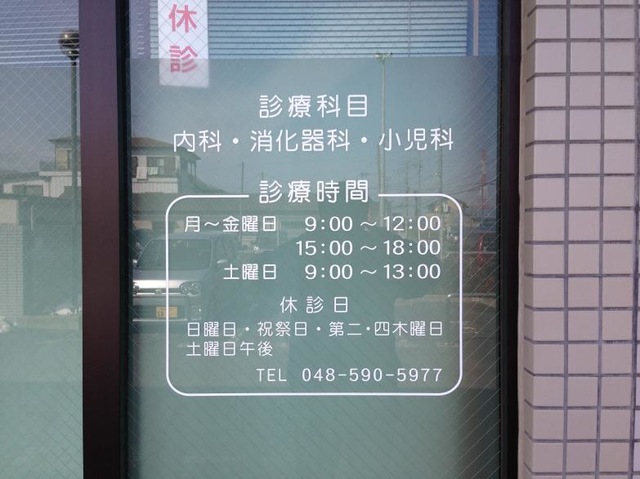 休診
診療科目
内科・消化器科・小児科
診療時間
月～金曜日 9:00～12:00
15:00～18:00
土曜日 9:00～13:00
休診日
日曜日・祝祭日・第二・四木曜日
土曜日午後
TEL 048-590-5977